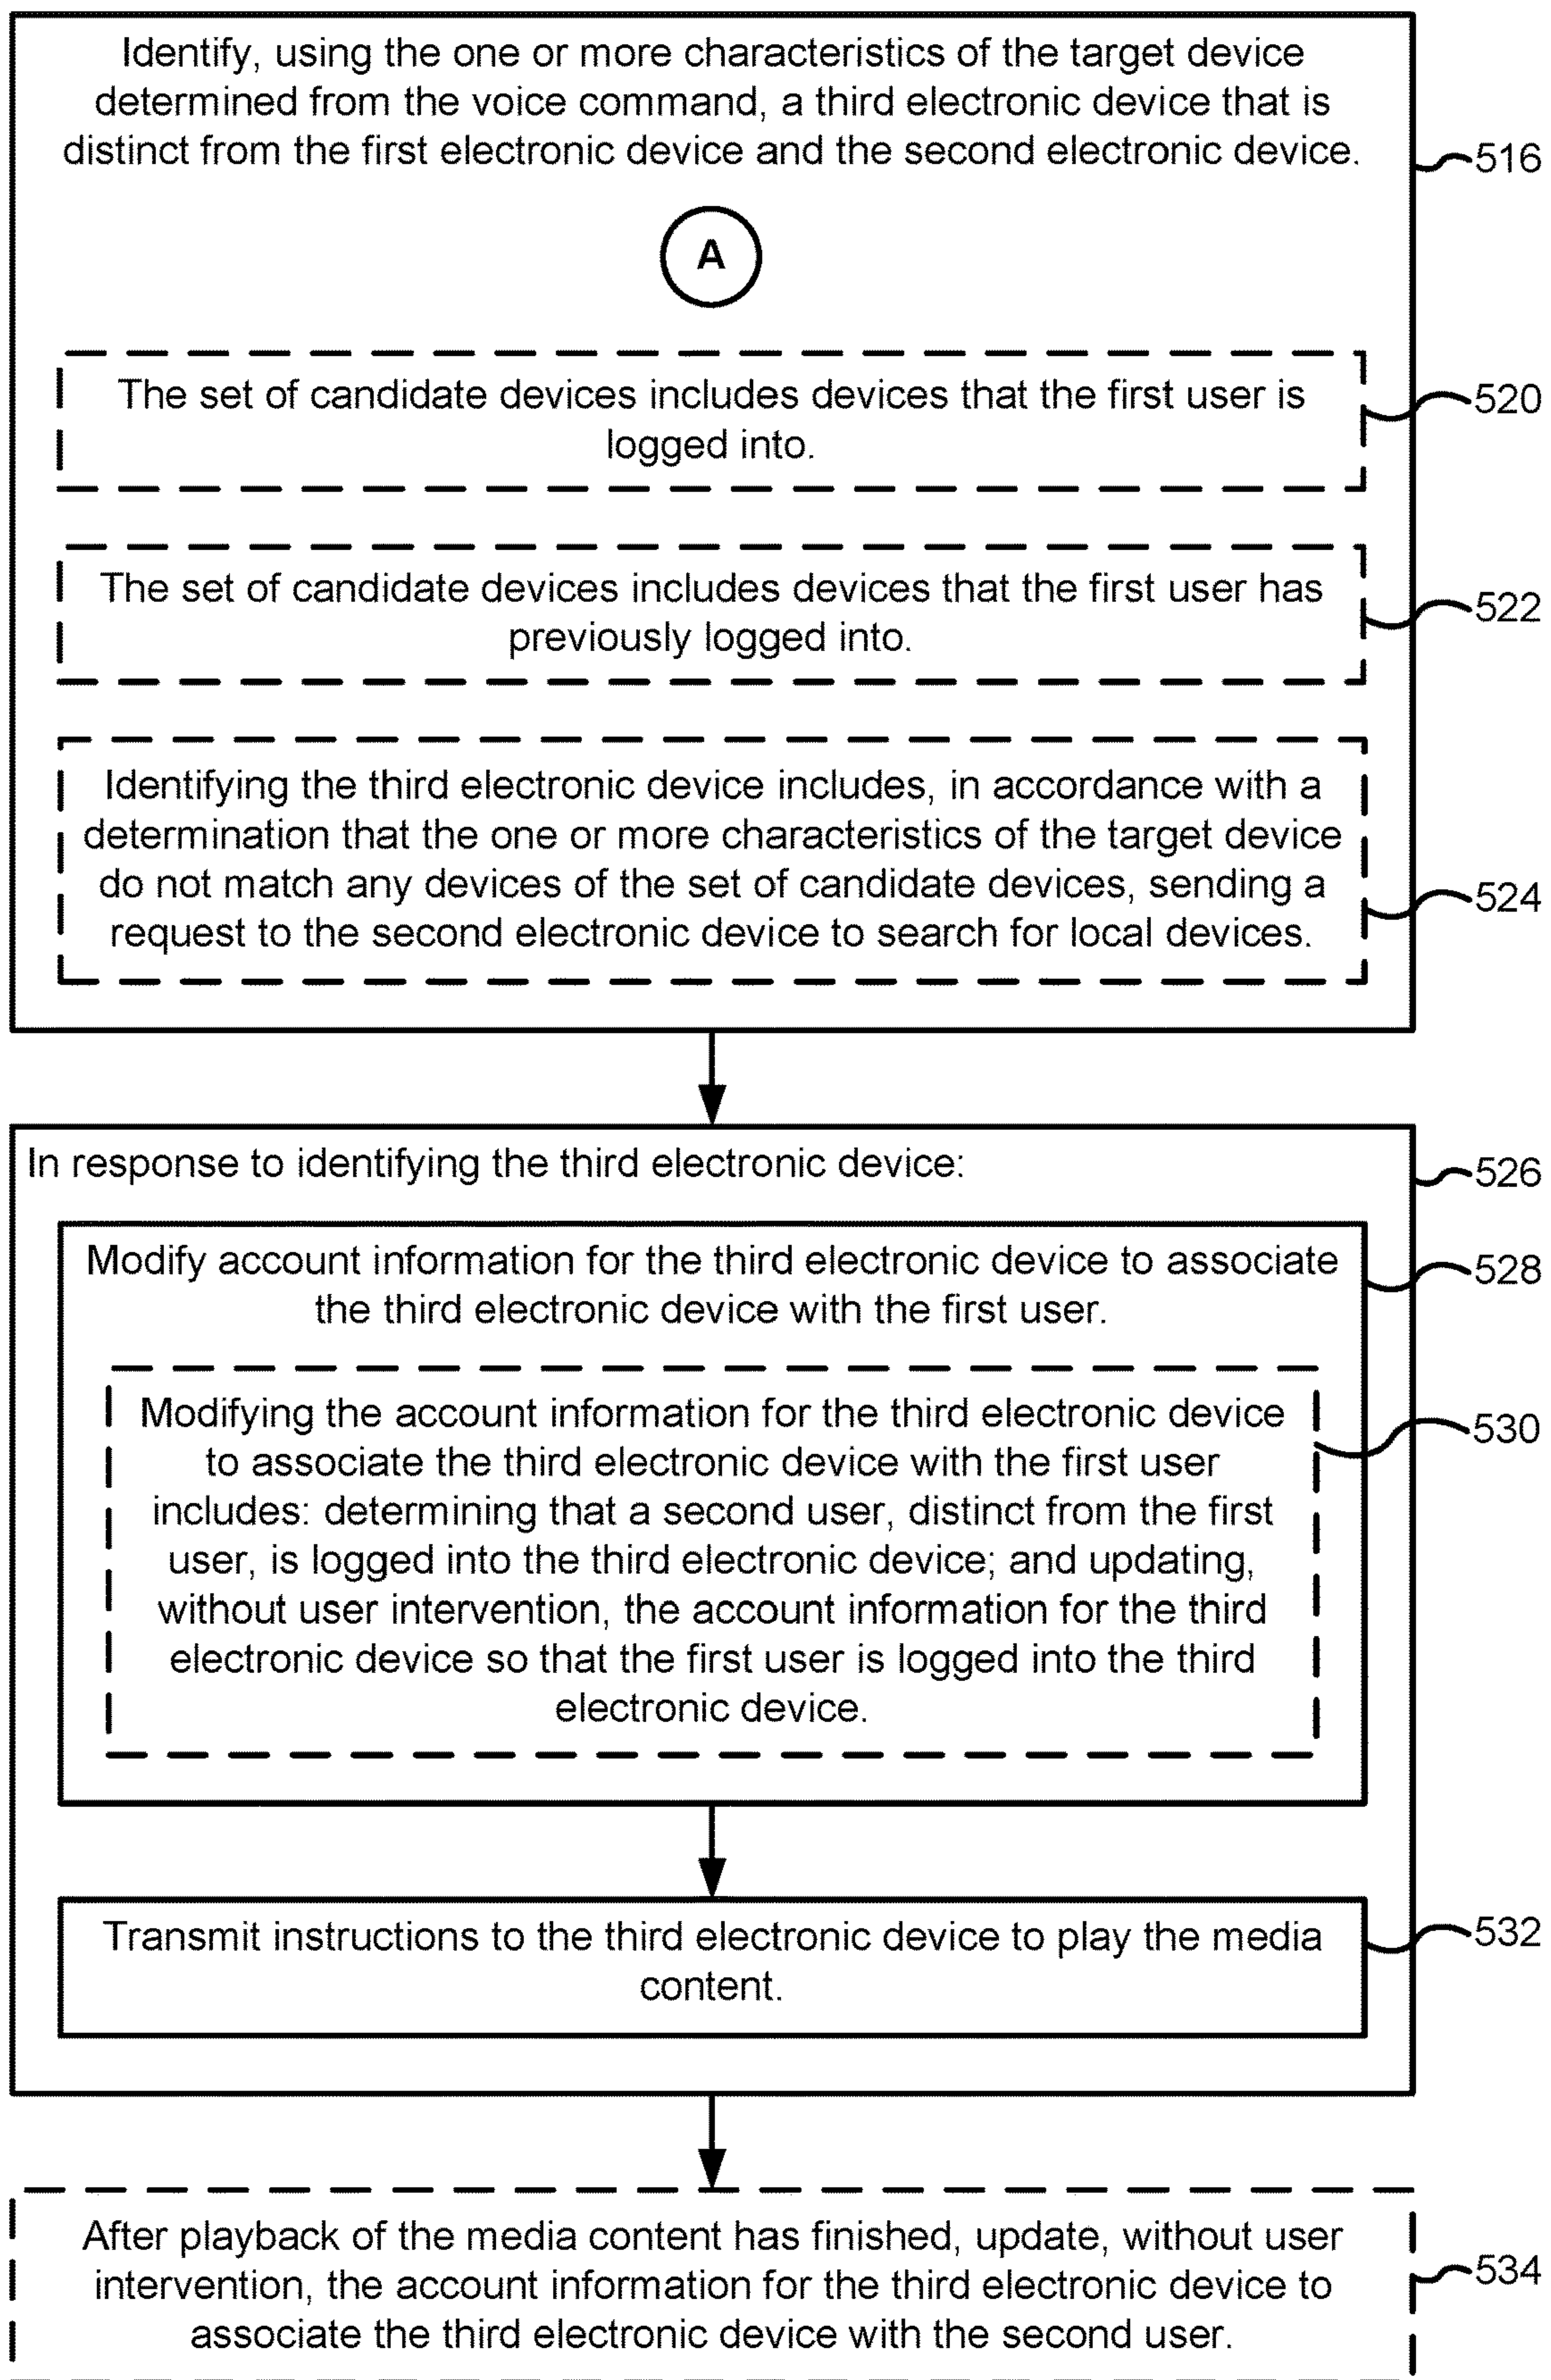 Identify, using the one or more characteristics of the target device
determined from the voice command, a third electronic device that is
distinct from the first electronic device and the second electronic device.
516
A
The set of candidate devices includes devices that the first user is
logged into.
520
The set of candidate devices includes devices that the first user has
previously logged into.
522
Identifying the third electronic device includes, in accordance with a
determination that the one or more characteristics of the target device
do not match any devices of the set of candidate devices, sending a
request to the second electronic device to search for local devices.
524
In response to identifying the third electronic device:
526
Modify account information for the third electronic device to associate
the third electronic device with the first user.
528
Modifying the account information for the third electronic device
to associate the third electronic device with the first user
includes: determining that a second user, distinct from the first
user, is logged into the third electronic device; and updating,
without user intervention, the account information for the third
electronic device so that the first user is logged into the third
electronic device.
530
Transmit instructions to the third electronic device to play the media
content.
532
After playback of the media content has finished, update, without user
intervention, the account information for the third electronic device to
associate the third electronic device with the second user.
534